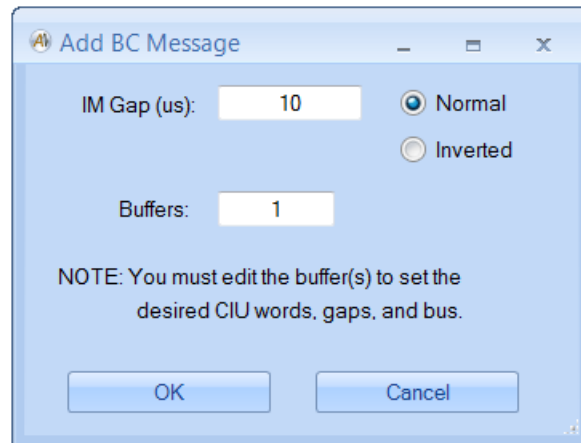 Add BC Message
IM Gap (us): 10 Normal
Inverted
Buffers: 1
NOTE: You must edit the buffer(s) to set the
desired CIU words, gaps, and bus.
OK Cancel